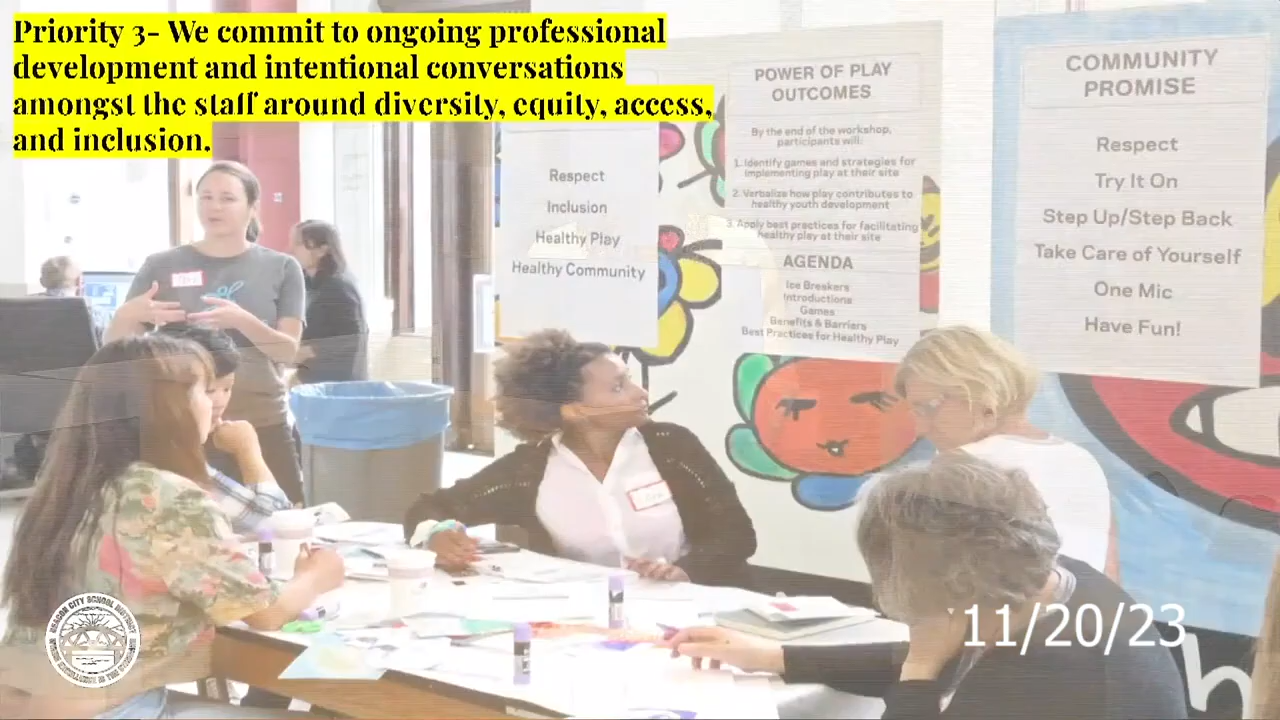 Priority 3- We commit to ongoing professional
development and intentional conversations
amongst the staff around diversity, equity, access,
and inclusion.
Respect
Inclusion
Healthy Play
Healthy Community
POWER OF PLAY
OUTCOMES
By the end of the workshop,
participants will:
1. Identify games and strategies for
implementing play at their site
2. Verbalize how play contributes to
healthy youth development
3. Apply best practices for facilitating
healthy play at their site
AGENDA
Ice Breakers
Introductions
Games
Benefits & Barriers
Best Practices for Healthy Play
COMMUNITY
PROMISE
Respect
Try It On
Step Up/Step Back
Take Care of Yourself
One Mic
Have Fun!
BEACON CITY SCHOOL DISTRICT
11/20/23
h